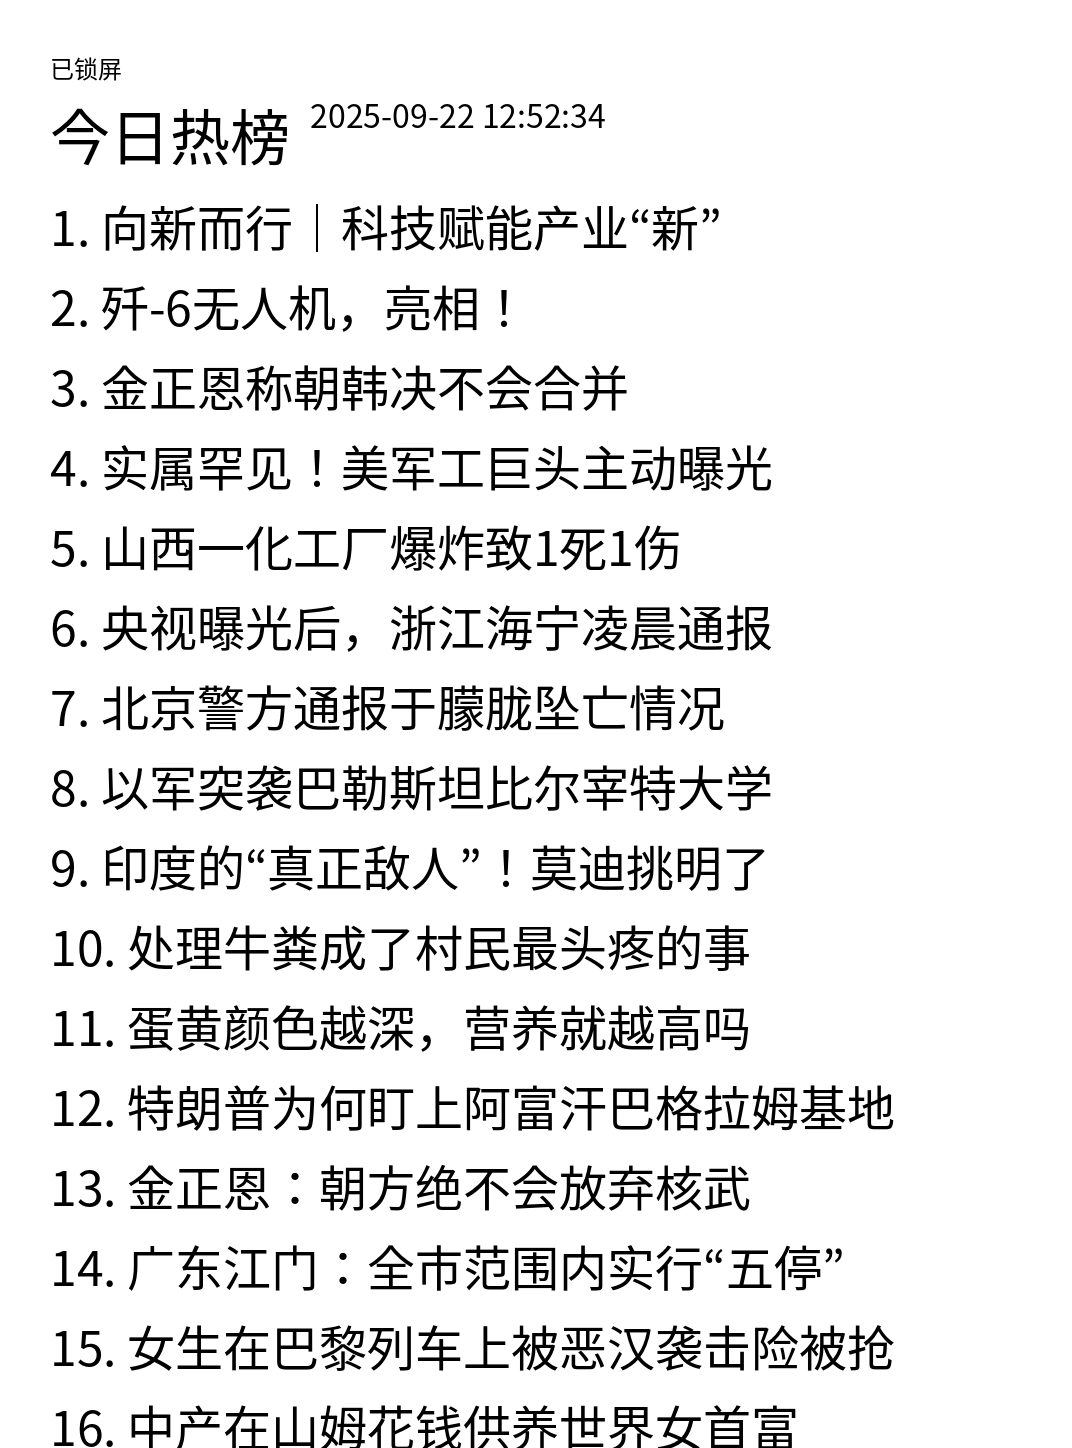 已锁屏
今日热榜 2025-09-22 12:52:34
1. 向新而行｜科技赋能产业“新”
2. 歼-6无人机，亮相！
3. 金正恩称朝韩决不会合并
4. 实属罕见！美军工巨头主动曝光
5. 山西一化工厂爆炸致1死1伤
6. 央视曝光后，浙江海宁凌晨通报
7. 北京警方通报于朦胧坠亡情况
8. 以军突袭巴勒斯坦比尔宰特大学
9. 印度的“真正敌人”！莫迪挑明了
10. 处理牛粪成了村民最头疼的事
11. 蛋黄颜色越深，营养就越高吗
12. 特朗普为何盯上阿富汗巴格拉姆基地
13. 金正恩：朝方绝不会放弃核武
14. 广东江门：全市范围内实行“五停”
15. 女生在巴黎列车上被恶汉袭击险被抢
16. 中产在山姆花钱供养世界女首富